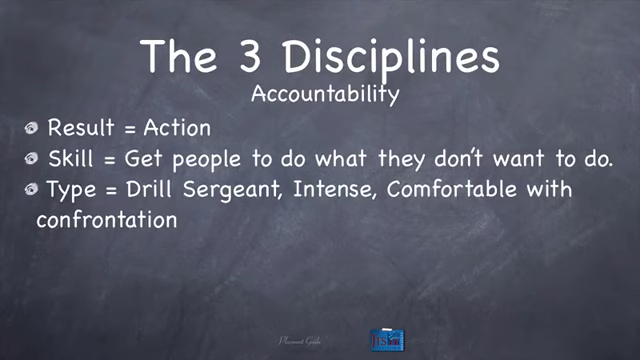 The 3 Disciplines
Accountability
Result = Action
Skill = Get people to do what they don't want to do.
Type = Drill Sergeant, Intense, Comfortable with
confrontation